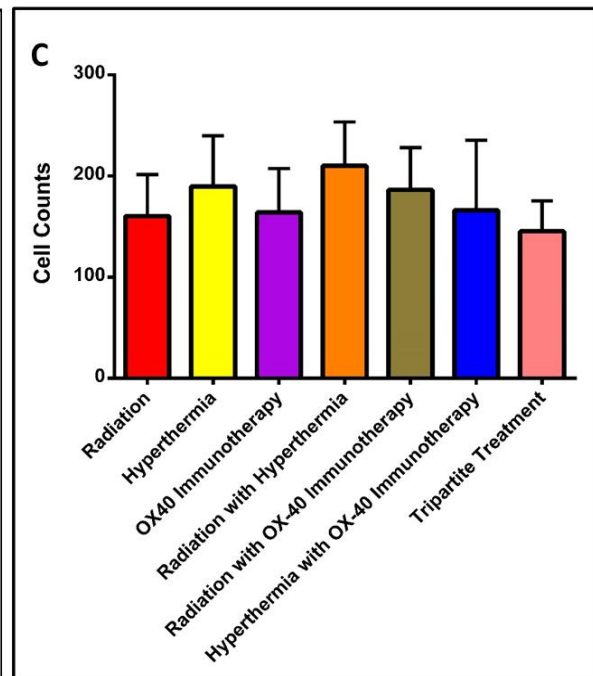 C
300
200
100
0
Cell Counts
Radiation
Hyperthermia
OX40 Immunotherapy
Radiation with Hyperthermia
Radiation with OX-40 Immunotherapy
Hyperthermia with OX-40 Immunotherapy
Tripartite Treatment